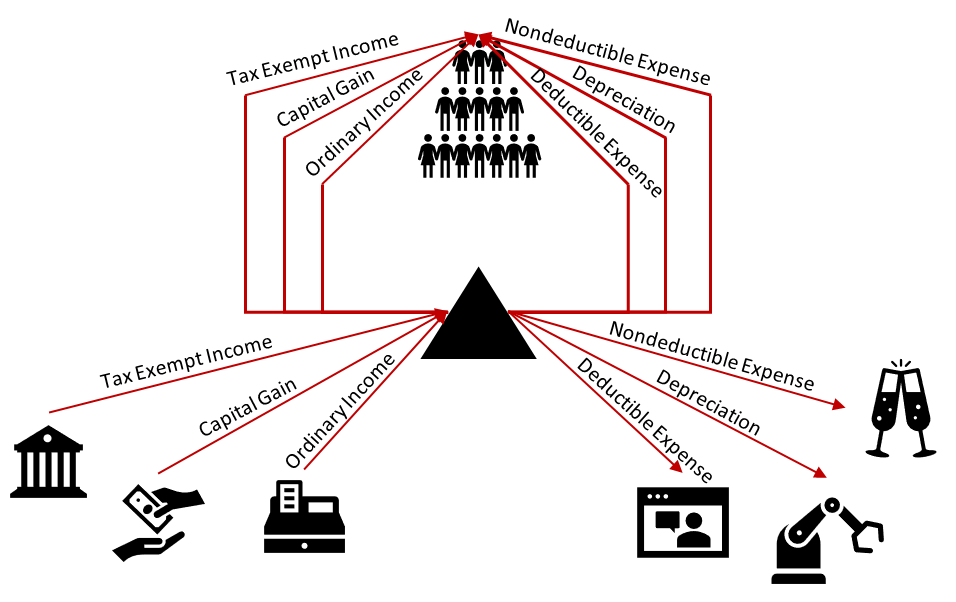 Tax Exempt Income
Capital Gain
Ordinary Income
Nondeductible Expense
Depreciation
Deductible Expense
Tax Exempt Income
Capital Gain
Ordinary Income
Nondeductible Expense
Depreciation
Deductible Expense